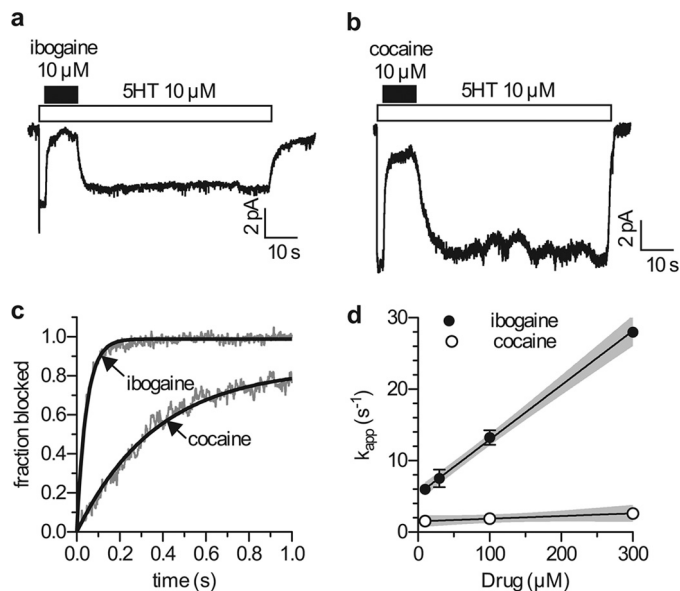 a
ibogaine
10 µM
5HT 10 µM
2 pA
10 s
b
cocaine
10 µM
5HT 10 µM
2 pA
10 s
c
fraction blocked
1.0
0.8
0.6
0.4
0.2
0.0
ibogaine
cocaine
0.0 0.2 0.4 0.6 0.8 1.0
time (s)
d
kapp (s-1)
30
20
10
0
ibogaine
cocaine
0 100 200 300
Drug (µM)